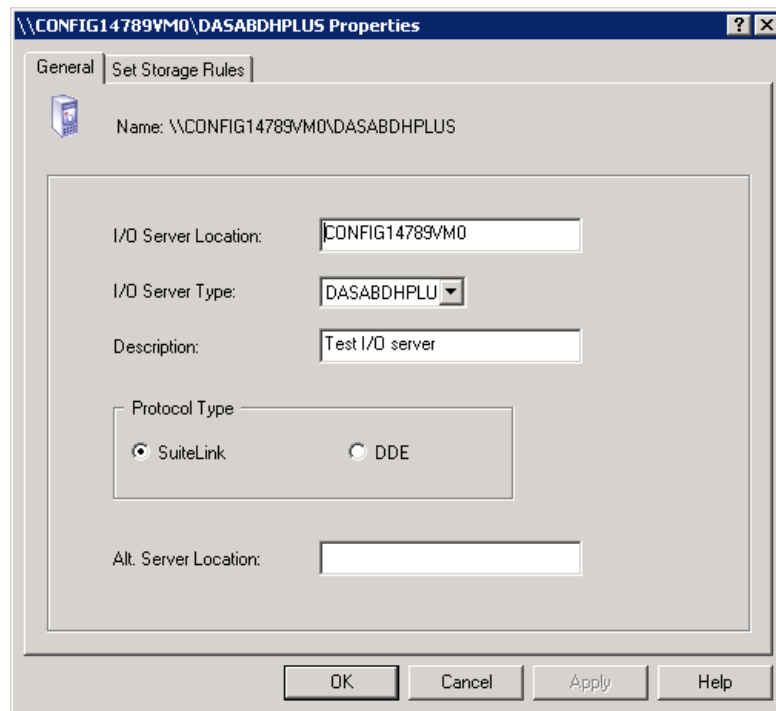 \\CONFIG14789VM0\DASABDHPLUS Properties
General
Set Storage Rules
Name: \\CONFIG14789VM0\DASABDHPLUS
I/O Server Location:
CONFIG14789VM0
I/O Server Type:
DASABDHPLU
Description:
Test I/O server
Protocol Type
SuiteLink
DDE
Alt. Server Location:
OK
Cancel
Apply
Help